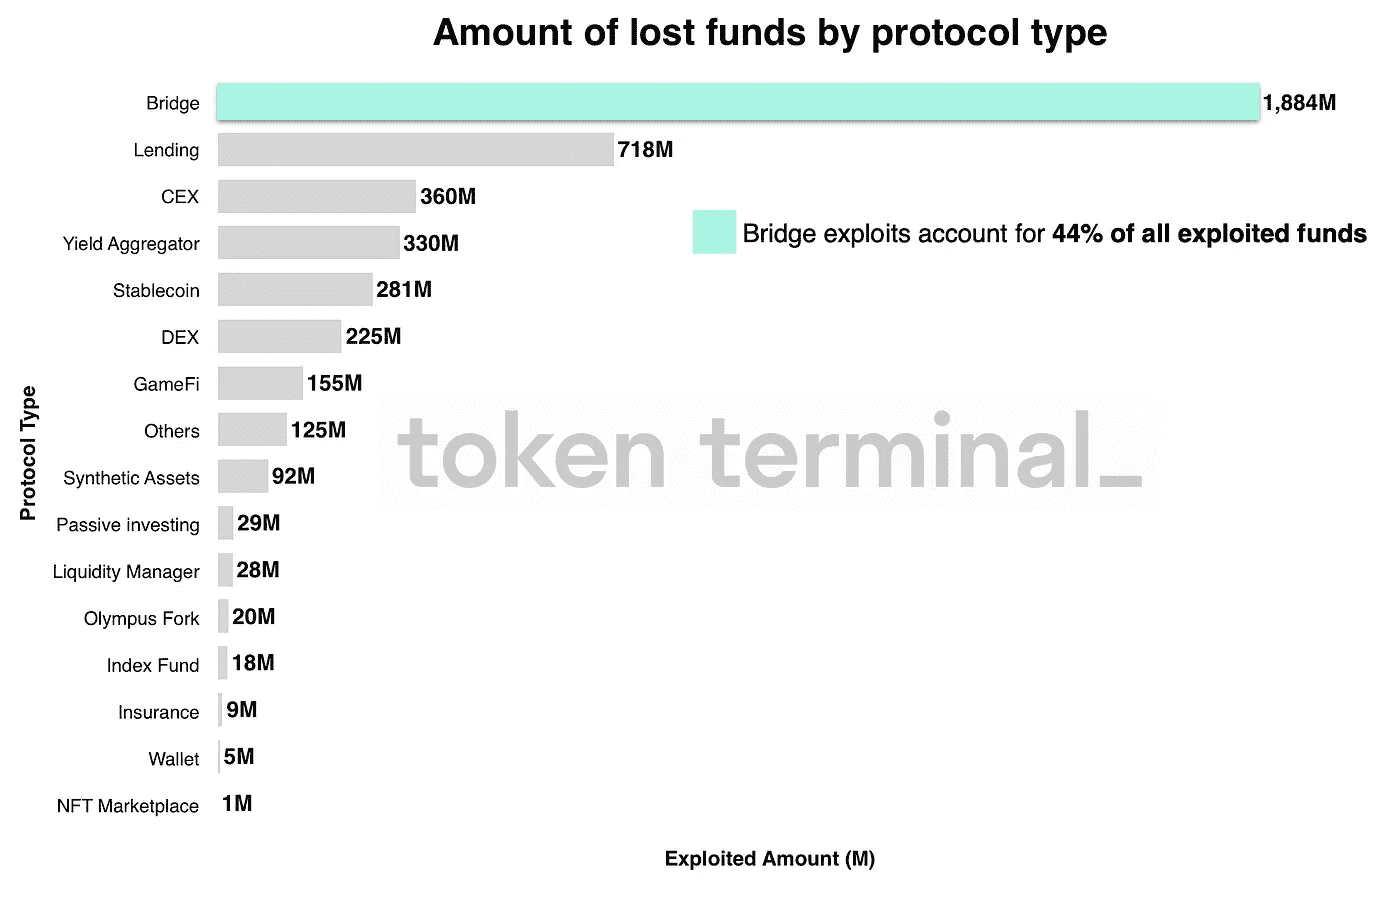 Amount of lost funds by protocol type
Bridge 1,884M
Lending 718M
CEX 360M
Yield Aggregator 330M
Bridge exploits account for 44% of all exploited funds
Stablecoin 281M
DEX 225M
GameFi 155M
Others 125M
token terminal_
Synthetic Assets 92M
Passive investing 29M
Liquidity Manager 28M
Olympus Fork 20M
Index Fund 18M
Insurance 9M
Wallet 5M
NFT Marketplace 1M
Protocol Type
Exploited Amount (M)